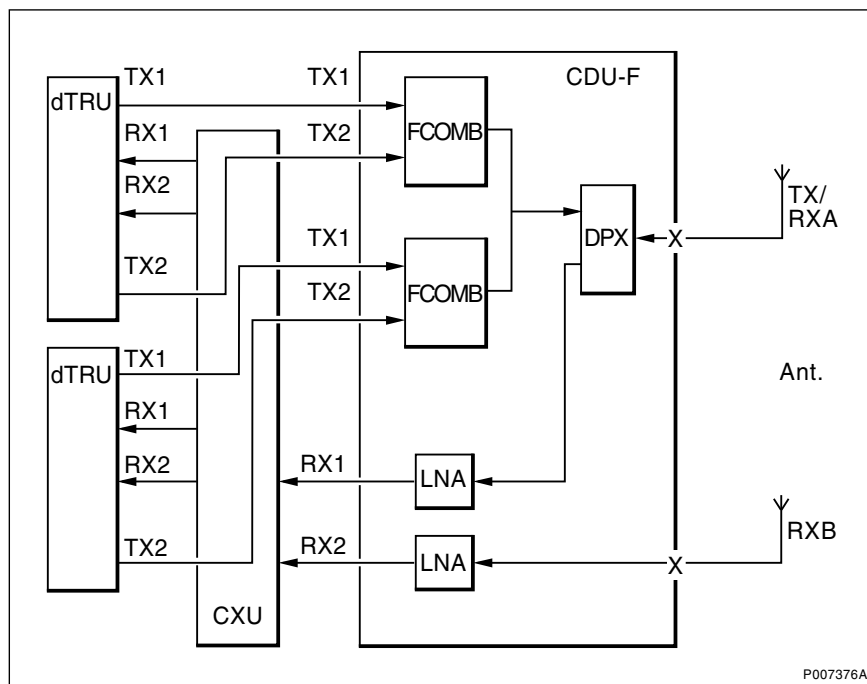 TX1
TX1
CDU-F
dTRU
RX1
TX2
FCOMB
RX2
TX/
RXA
DPX
X
TX2
TX1
TX2
FCOMB
dTRU
TX1
Ant.
RX1
RX2
RX1
LNA
TX2
RX2
LNA
X
RXB
CXU
P007376A